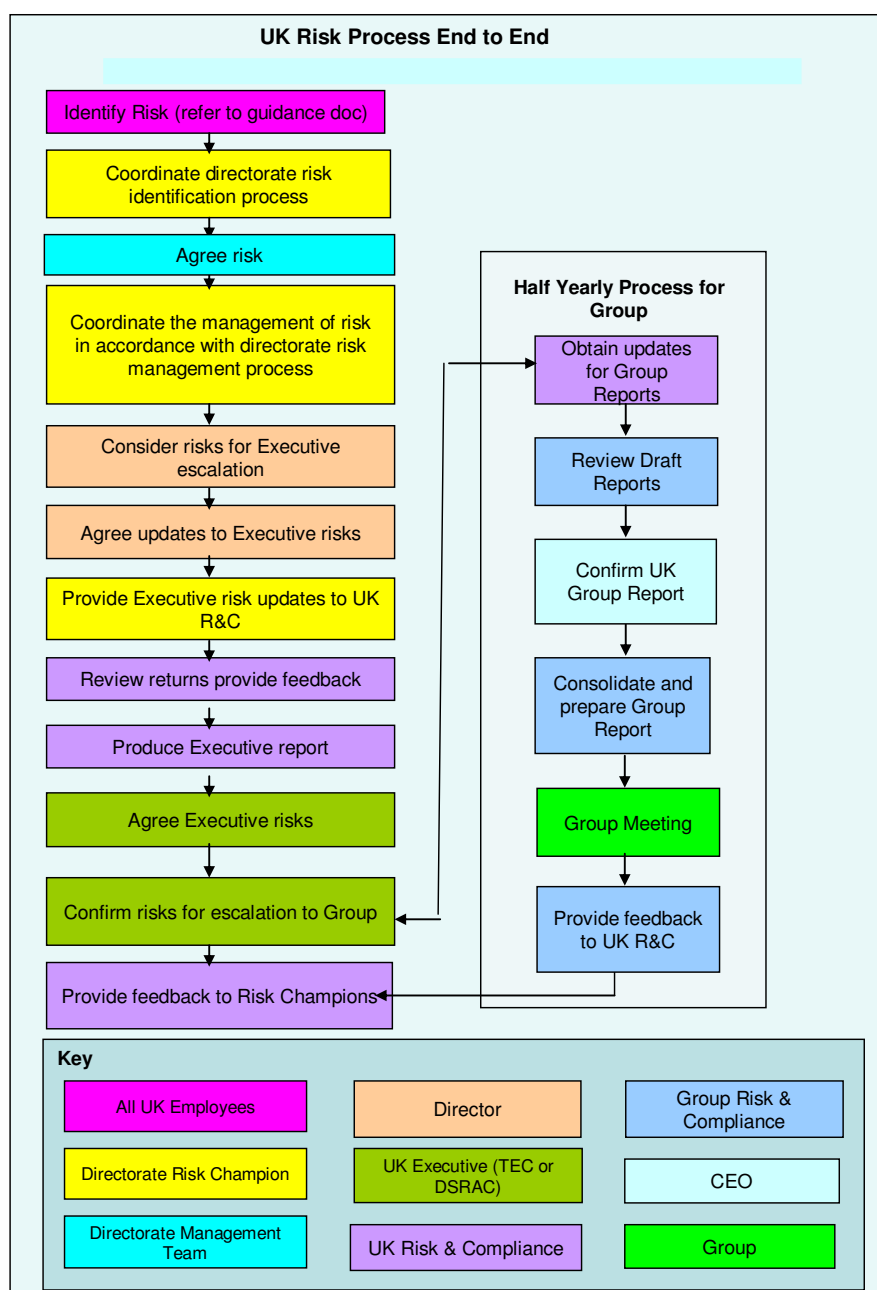 UK Risk Process End to End
Identify Risk (refer to guidance doc)
Coordinate directorate risk
identification process
Agree risk
Coordinate the management of risk
in accordance with directorate risk
management process
Consider risks for Executive
escalation
Agree updates to Executive risks
Provide Executive risk updates to UK
R&C
Review returns provide feedback
Produce Executive report
Agree Executive risks
Confirm risks for escalation to Group
Provide feedback to Risk Champions
Half Yearly Process for
Group
Obtain updates
for Group
Reports
Review Draft
Reports
Confirm UK
Group Report
Consolidate and
prepare Group
Report
Group Meeting
Provide feedback
to UK R&C
Key
All UK Employees
Director
Group Risk &
Compliance
Directorate Risk Champion
UK Executive (TEC or
DSRAC)
CEO
Directorate Management
Team
UK Risk & Compliance
Group